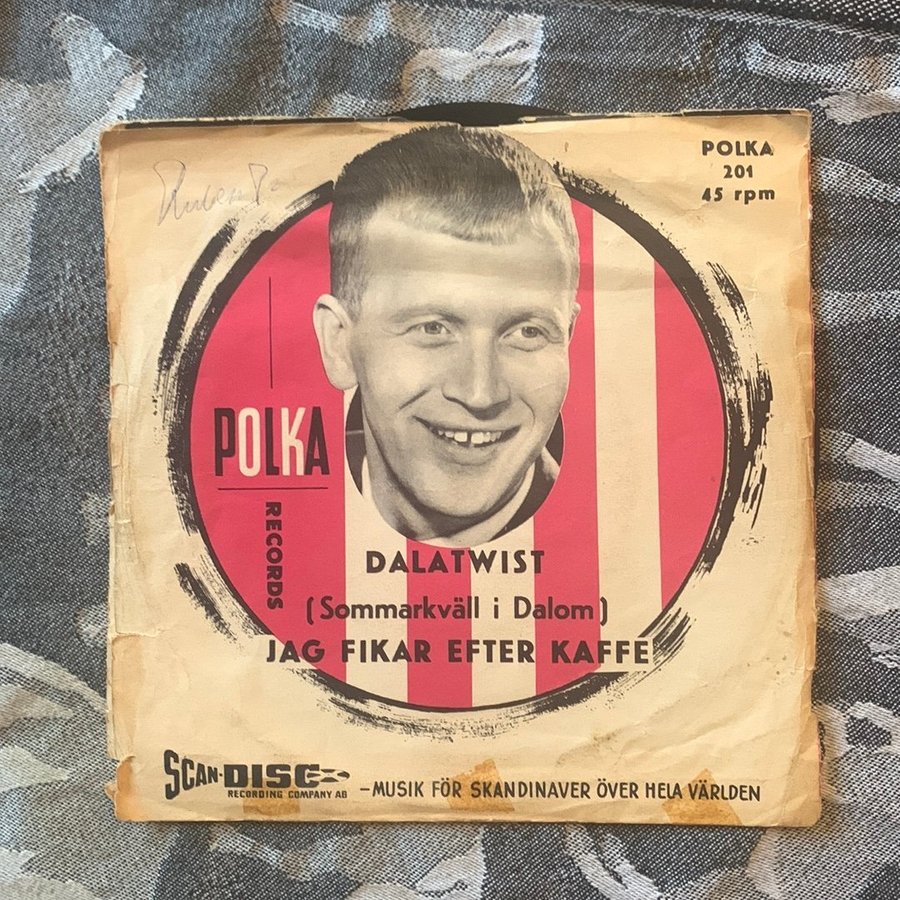 POLKA
201
45 rpm
POLKA
RECORDS
DALATWIST
(Sommarkväll i Dalom)
JAG FIKAR EFTER KAFFE
SCAN-DISC
RECORDING COMPANY AB
–MUSIK FÖR SKANDINAVER ÖVER HELA VÄRLDEN